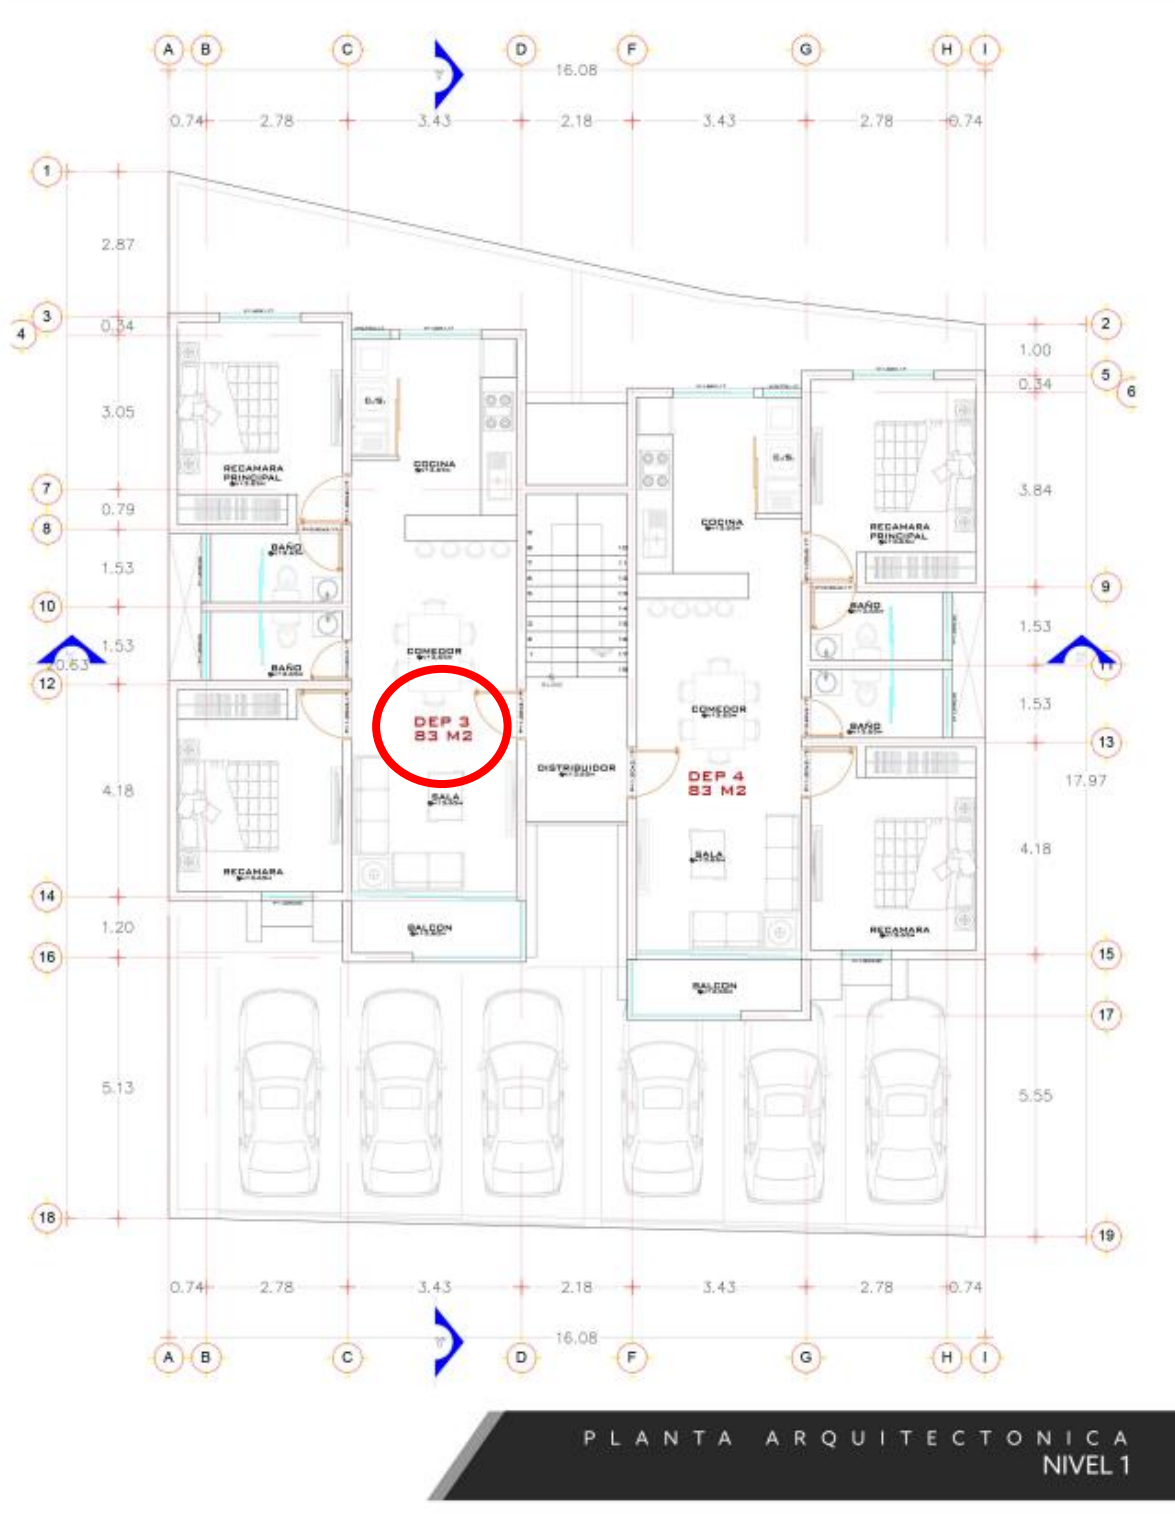 A B C D F G H I
16.08
0.74 2.78 3.43 2.18 3.43 2.78 0.74
1
2.87
3
4
0.34
2
1.00
5
0.34
6
3.05
C.S.
C.S.
RECAMARA
PRINCIPAL
COCINA
7
3.84
0.79
8
COCINA
RECAMARA
PRINCIPAL
BAÑO
1.53
9
10
BAÑO
1.53
1.53
COMEDOR
20.63
BAÑO
11
12
1.53
COMEDOR
DEP 3
83 M2
BAÑO
13
DISTRIBUIDOR
DEP 4
83 M2
17.97
4.18
SALA
4.18
SALA
RECAMARA
14
1.20
BALCON
RECAMARA
16
15
BALCON
17
5.13
5.55
18
19
0.74 2.78 3.43 2.18 3.43 2.78 0.74
16.08
A B C D F G H I
PLANTA ARQUITECTONICA
NIVEL 1